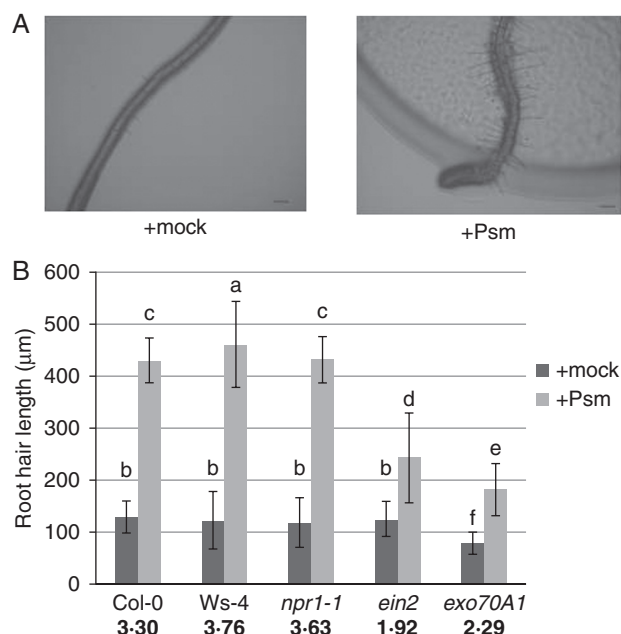 A
+mock
+Psm
B
600
500
400
300
200
100
0
Root hair length (μm)
c
a
c
d
e
b
b
b
b
f
+mock
+Psm
Col-0 Ws-4 npr1-1 ein2 exo70A1
3·30 3·76 3·63 1·92 2·29